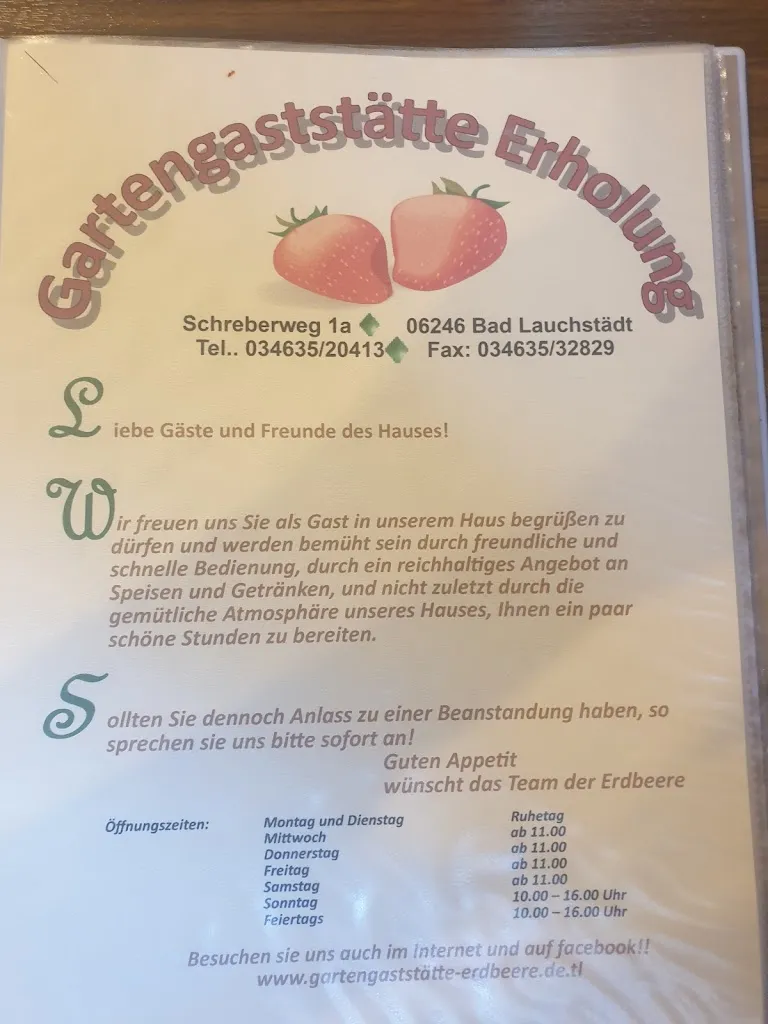 Gartengaststätte Erholung
Schreberweg 1a 06246 Bad Lauchstädt
Tel.. 034635/20413 Fax: 034635/32829
Liebe Gäste und Freunde des Hauses!
Wir freuen uns Sie als Gast in unserem Haus begrüßen zu
dürfen und werden bemüht sein durch freundliche und
schnelle Bedienung, durch ein reichhaltiges Angebot an
Speisen und Getränken, und nicht zuletzt durch die
gemütliche Atmosphäre unseres Hauses, Ihnen ein paar
schöne Stunden zu bereiten.
Sollten Sie dennoch Anlass zu einer Beanstandung haben, so
sprechen sie uns bitte sofort an!
Guten Appetit
wünscht das Team der Erdbeere
Öffnungszeiten: Montag und Dienstag Ruhetag
Mittwoch ab 11.00
Donnerstag ab 11.00
Freitag ab 11.00
Samstag ab 11.00
Sonntag 10.00 – 16.00 Uhr
Feiertags 10.00 – 16.00 Uhr
Besuchen sie uns auch im Internet und auf facebook!!
www.gartengaststätte-erdbeere.de.tl